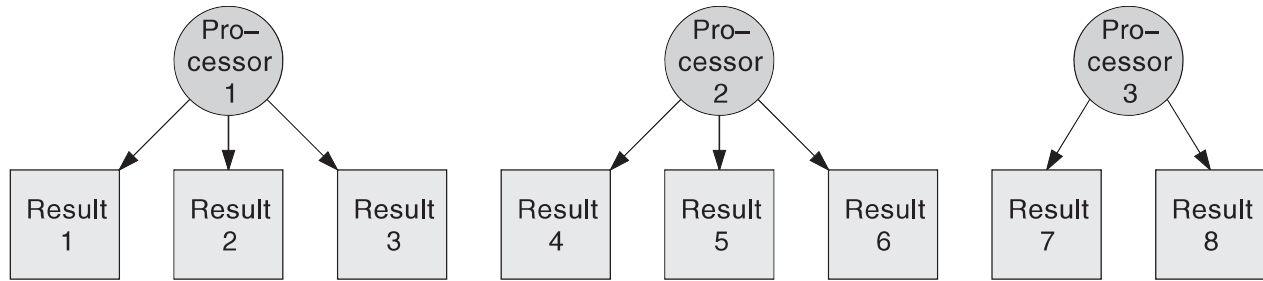 Pro–
cessor
1
Pro–
cessor
2
Pro–
cessor
3
Result
1
Result
2
Result
3
Result
4
Result
5
Result
6
Result
7
Result
8